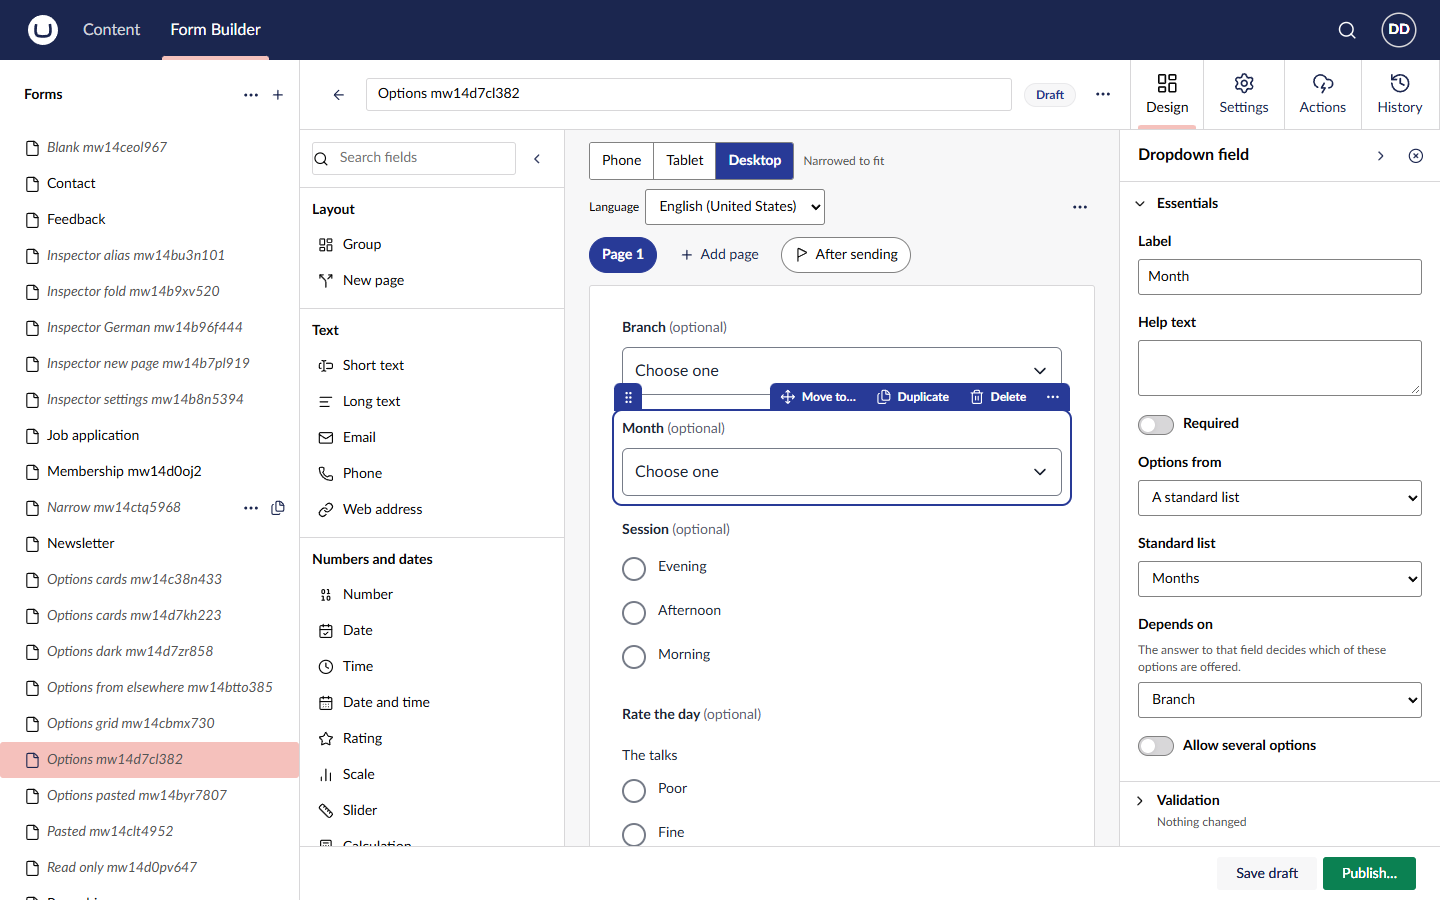 Content
Form Builder
DD
Forms
Blank mw14ceol967
Contact
Feedback
Inspector alias mw14bu3n101
Inspector fold mw14b9xv520
Inspector German mw14b96f444
Inspector new page mw14b7pl919
Inspector settings mw14b8n5394
Job application
Membership mw14d0oj2
Narrow mw14ctq5968
Newsletter
Options cards mw14c38n433
Options cards mw14d7kh223
Options dark mw14d7zr858
Options from elsewhere mw14btto385
Options grid mw14cbmx730
Options mw14d7cl382
Options pasted mw14byr7807
Pasted mw14clt4952
Read only mw14d0pv647
Options mw14d7cl382
Draft
Design
Settings
Actions
History
Search fields
Layout
Group
New page
Text
Short text
Long text
Email
Phone
Web address
Numbers and dates
Number
Date
Time
Date and time
Rating
Scale
Slider
Calculation
Phone
Tablet
Desktop
Narrowed to fit
Language
English (United States)
Page 1
Add page
After sending
Branch (optional)
Choose one
Move to...
Duplicate
Delete
Month (optional)
Choose one
Session (optional)
Evening
Afternoon
Morning
Rate the day (optional)
The talks
Poor
Fine
Dropdown field
Essentials
Label
Month
Help text
Required
Options from
A standard list
Standard list
Months
Depends on
The answer to that field decides which of these
options are offered.
Branch
Allow several options
Validation
Nothing changed
Save draft
Publish...